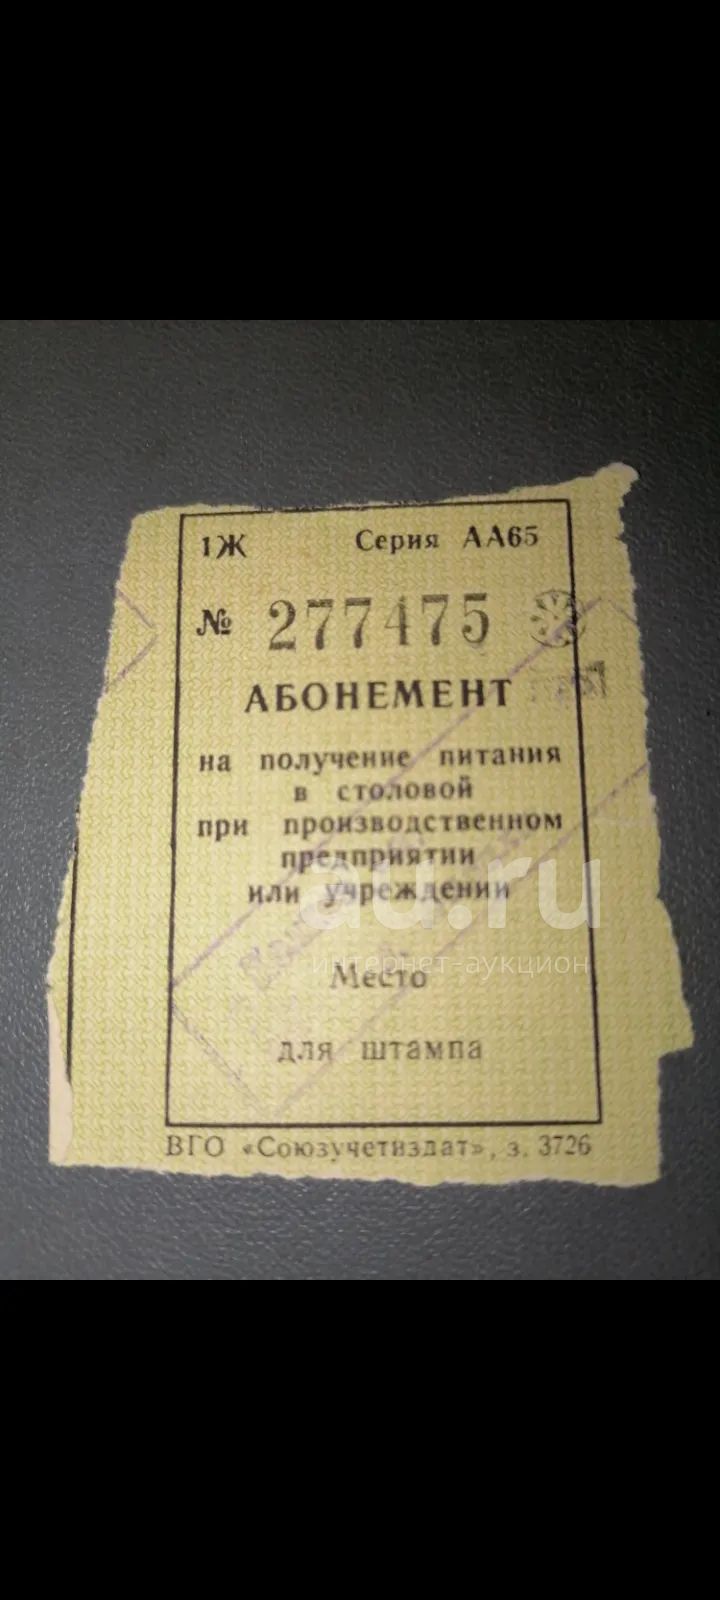 1Ж Серия АА65
№ 277475
АБОНЕМЕНТ
на получение питания
в столовой
при производственном
предприятии
или учреждении
au.ru
интернет-аукцион
Место
для штампа
ВГО «Союзучетиздат», з. 3726